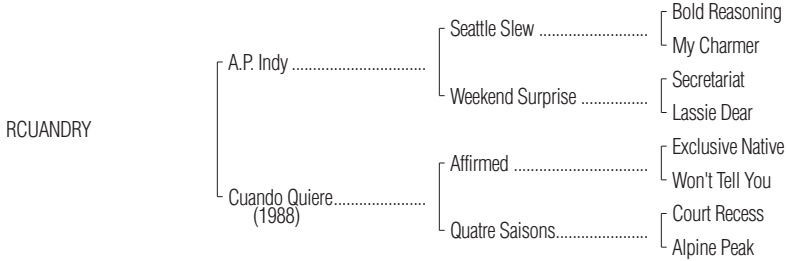 Bold Reasoning
Seattle Slew ..........................
My Charmer
A.P. Indy ................................
Secretariat
Weekend Surprise ................
Lassie Dear
RCUANDRY
Exclusive Native
Affirmed ................................
Won't Tell You
Cuando Quiere......................
(1988)
Court Recess
Quatre Saisons......................
Alpine Peak